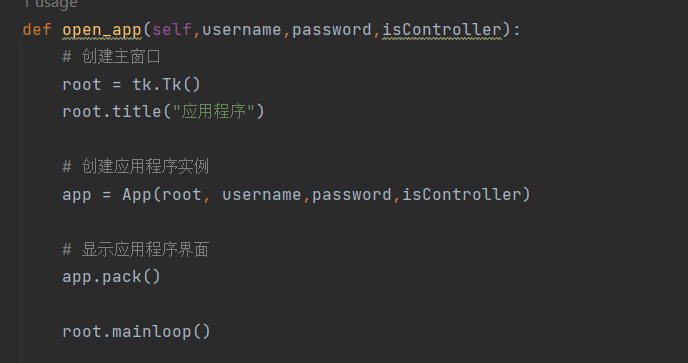 1 usage
def open_app(self,username,password,isController):
# 创建主窗口
root = tk.Tk()
root.title("应用程序")
# 创建应用程序实例
app = App(root, username,password,isController)
# 显示应用程序界面
app.pack()
root.mainloop()